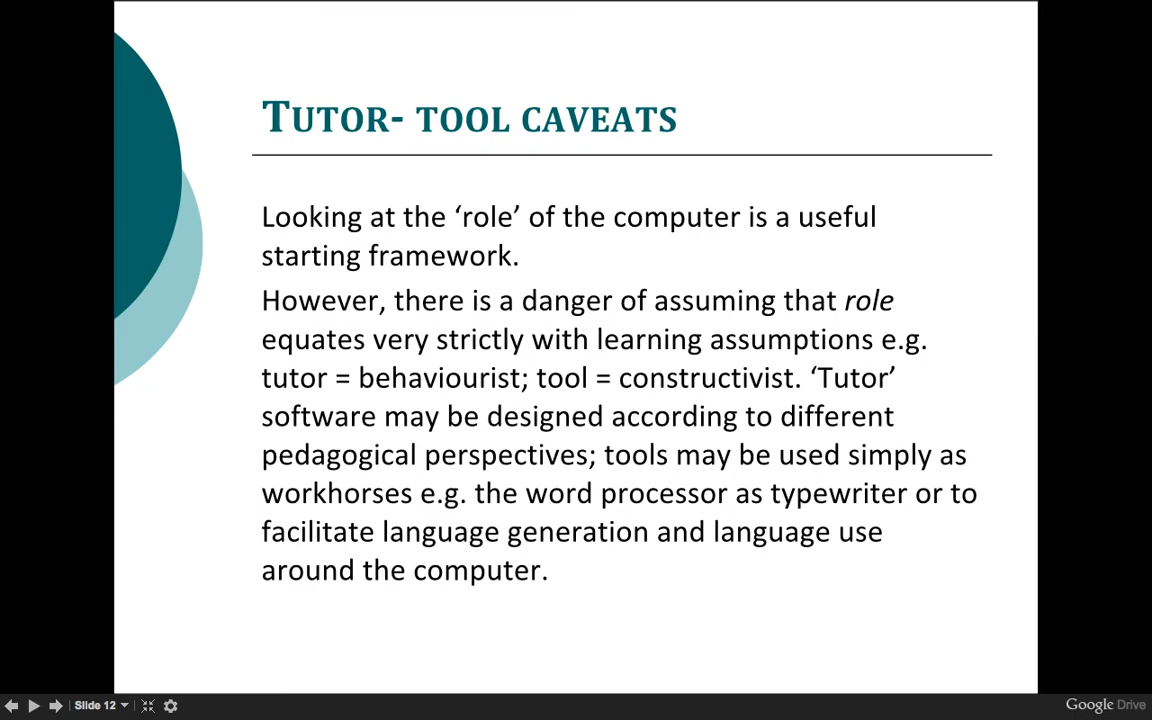 TUTOR- TOOL CAVEATS
Looking at the ‘role’ of the computer is a useful
starting framework.
However, there is a danger of assuming that role
equates very strictly with learning assumptions e.g.
tutor = behaviourist; tool = constructivist. ‘Tutor’
software may be designed according to different
pedagogical perspectives; tools may be used simply as
workhorses e.g. the word processor as typewriter or to
facilitate language generation and language use
around the computer.
Slide 12
Google Drive